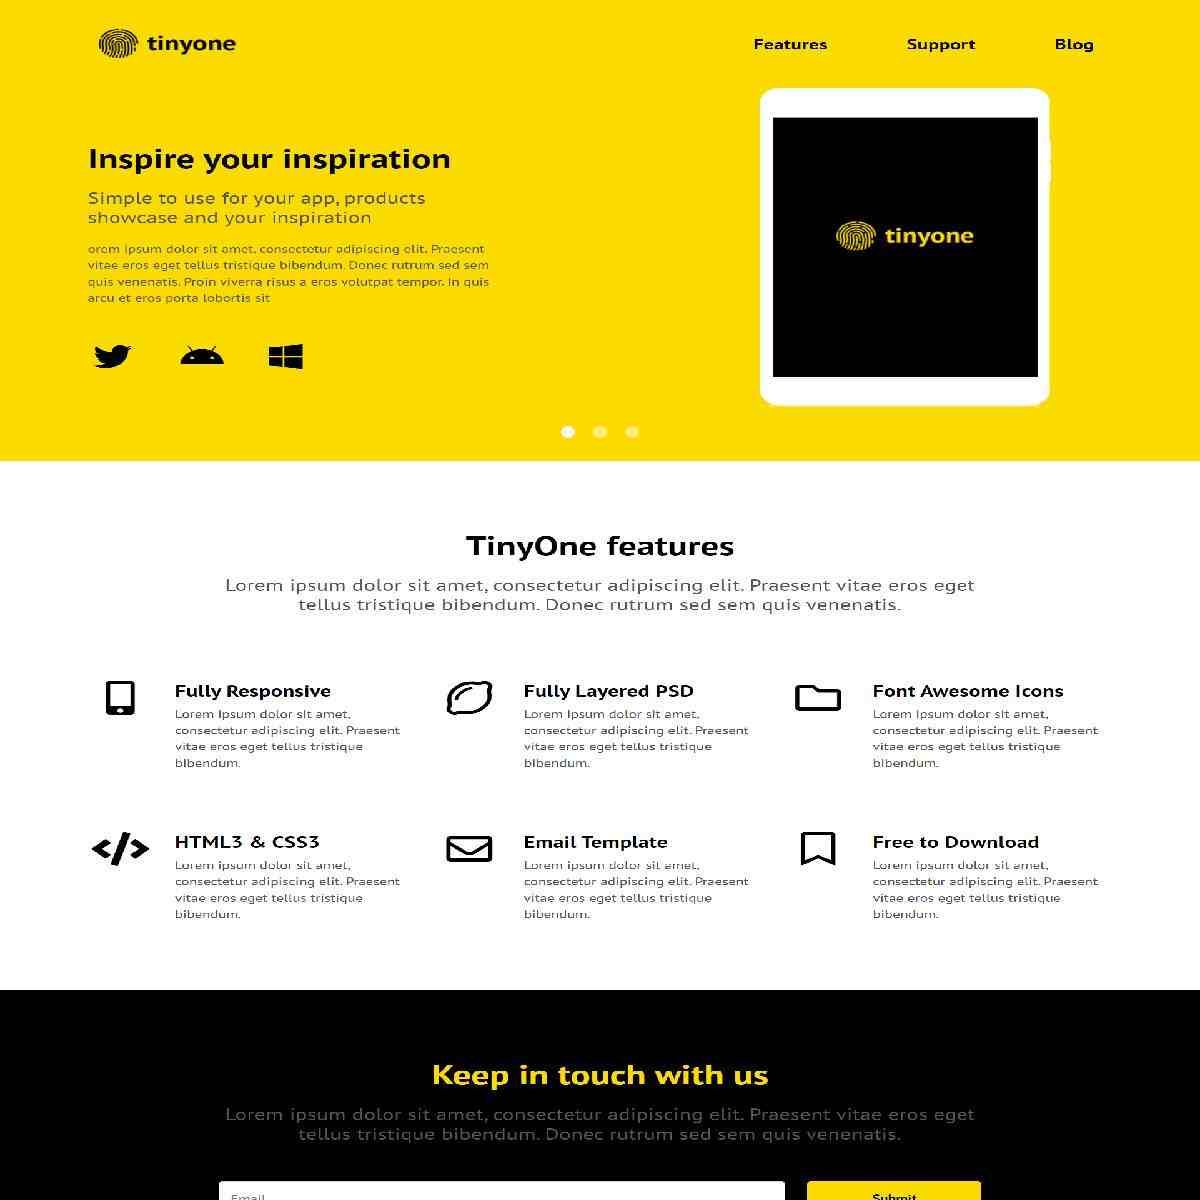 tinyone
Features
Support
Blog
Inspire your inspiration
Simple to use for your app, products
showcase and your inspiration
orem ipsum dolor sit amet, consectetur adipiscing elit. Praesent
vitae eros eget tellus tristique bibendum. Donec rutrum sed sem
quis venenatis. Proin viverra risus a eros volutpat tempor. In quis
arcu et eros porta lobortis sit
tinyone
TinyOne features
Lorem ipsum dolor sit amet, consectetur adipiscing elit. Praesent vitae eros eget
tellus tristique bibendum. Donec rutrum sed sem quis venenatis.
Fully Responsive
Lorem ipsum dolor sit amet,
consectetur adipiscing elit. Praesent
vitae eros eget tellus tristique
bibendum.
Fully Layered PSD
Lorem ipsum dolor sit amet,
consectetur adipiscing elit. Praesent
vitae eros eget tellus tristique
bibendum.
Font Awesome Icons
Lorem ipsum dolor sit amet,
consectetur adipiscing elit. Praesent
vitae eros eget tellus tristique
bibendum.
HTML3 & CSS3
Lorem ipsum dolor sit amet,
consectetur adipiscing elit. Praesent
vitae eros eget tellus tristique
bibendum.
Email Template
Lorem ipsum dolor sit amet,
consectetur adipiscing elit. Praesent
vitae eros eget tellus tristique
bibendum.
Free to Download
Lorem ipsum dolor sit amet,
consectetur adipiscing elit. Praesent
vitae eros eget tellus tristique
bibendum.
Keep in touch with us
Lorem ipsum dolor sit amet, consectetur adipiscing elit. Praesent vitae eros eget
tellus tristique bibendum. Donec rutrum sed sem quis venenatis.
Email
Submit